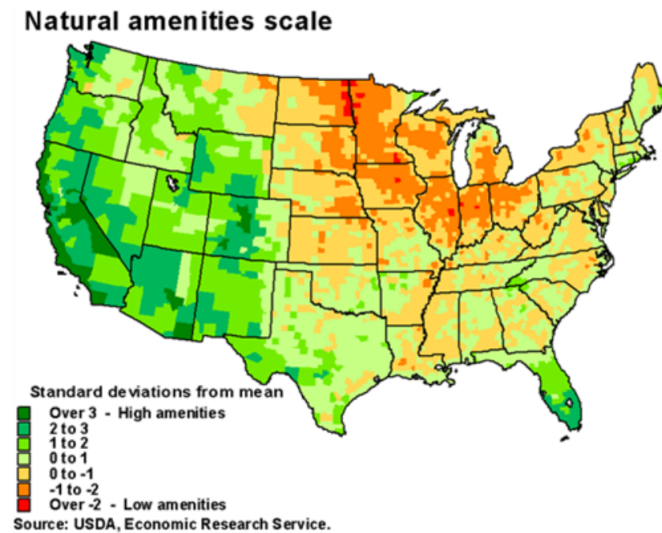 Natural amenities scale
Standard deviations from mean
Over 3 - High amenities
2 to 3
1 to 2
0 to 1
0 to -1
-1 to -2
Over -2 - Low amenities
Source: USDA, Economic Research Service.